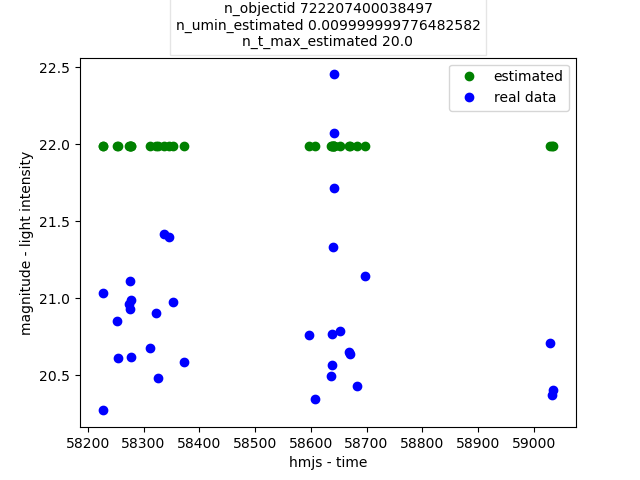 n_objectid 722207400038497
n_umin_estimated 0.009999999776482582
n_t_max_estimated 20.0
22.5
22.0
21.5
21.0
20.5
magnitude - light intensity
estimated
real data
58200 58300 58400 58500 58600 58700 58800 58900 59000
hmjs - time